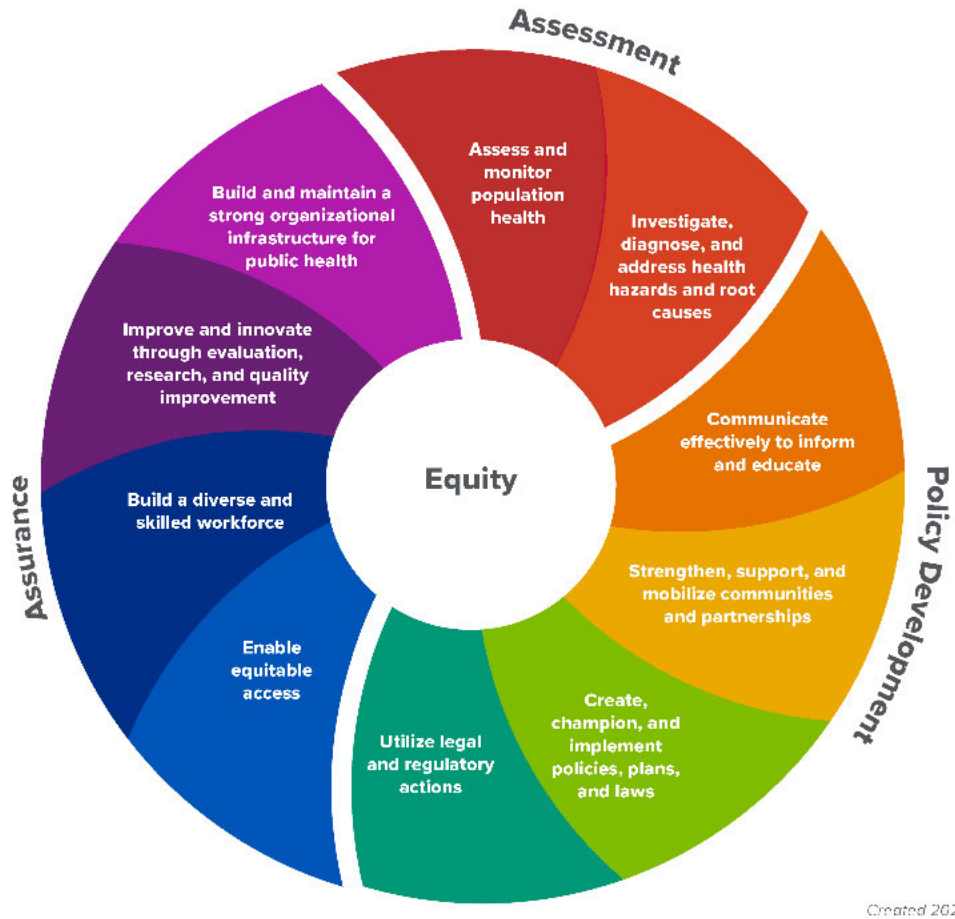 Assessment
Assess and
monitor
population
health
Investigate,
diagnose, and
address health
hazards and root
causes
Policy Development
Communicate
effectively to inform
and educate
Strengthen, support, and
mobilize communities
and partnerships
Create,
champion, and
implement
policies, plans,
and laws
Utilize legal
and regulatory
actions
Assurance
Enable
equitable
access
Build a diverse and
skilled workforce
Improve and innovate
through evaluation,
research, and quality
improvement
Build and maintain a
strong organizational
infrastructure for
public health
Equity
Created